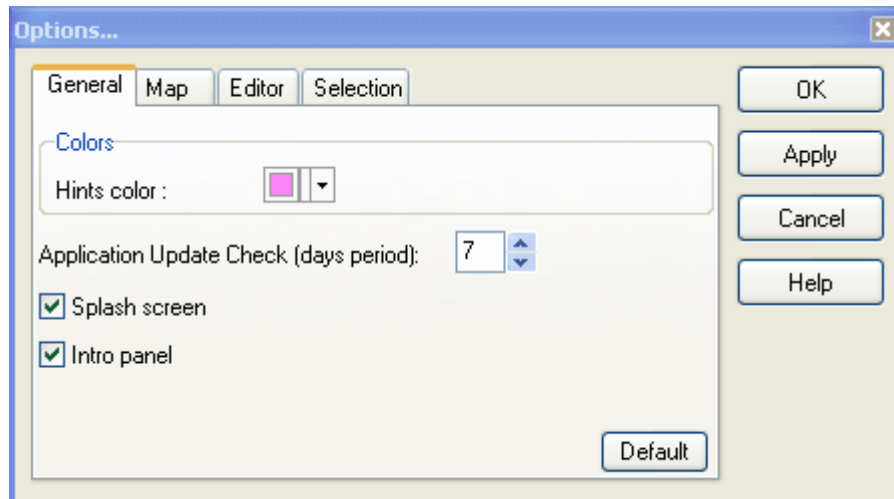 Options...
General Map Editor Selection
Colors
Hints color :
Application Update Check (days period): 7
Splash screen
Intro panel
Default
OK
Apply
Cancel
Help